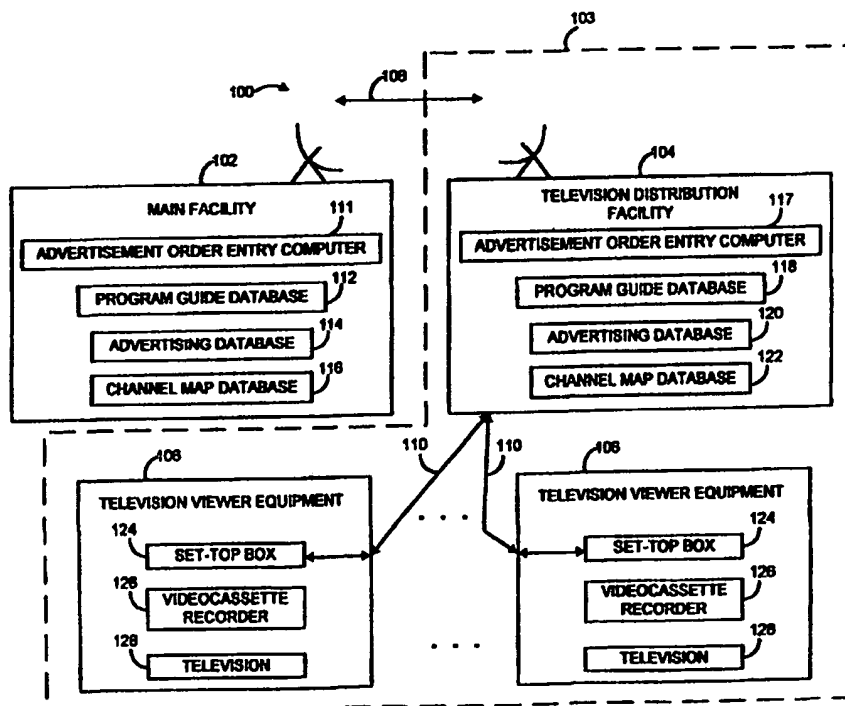 103
100
108
102
104
MAIN FACILITY
111
ADVERTISEMENT ORDER ENTRY COMPUTER
PROGRAM GUIDE DATABASE
112
ADVERTISING DATABASE
114
CHANNEL MAP DATABASE
116
TELEVISION DISTRIBUTION
FACILITY
117
ADVERTISEMENT ORDER ENTRY COMPUTER
PROGRAM GUIDE DATABASE
118
ADVERTISING DATABASE
120
CHANNEL MAP DATABASE
122
110
110
106
TELEVISION VIEWER EQUIPMENT
124
SET-TOP BOX
126
VIDEOCASSETTE
RECORDER
128
TELEVISION
. . .
. . .
106
TELEVISION VIEWER EQUIPMENT
124
SET-TOP BOX
126
VIDEOCASSETTE
RECORDER
128
TELEVISION